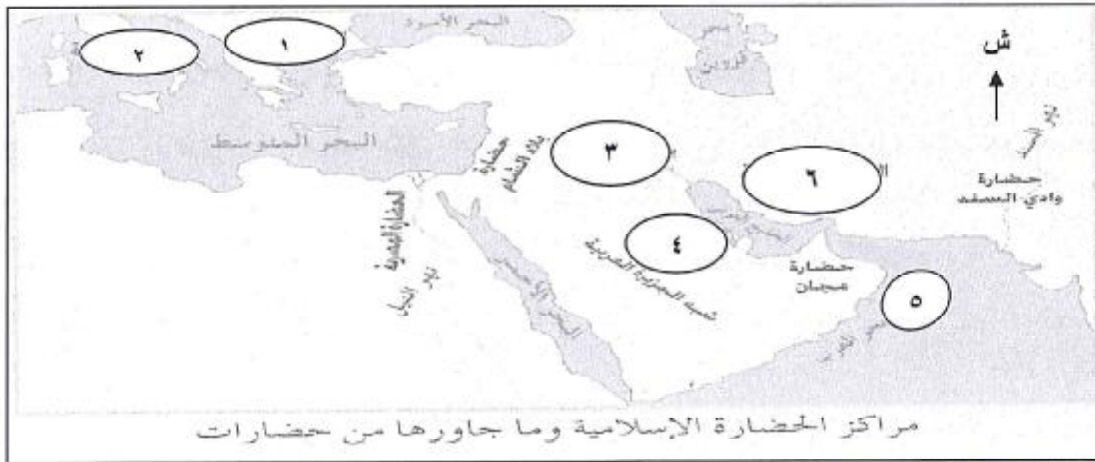 البحر الأسود
بحر
قزوين
ش
١
٢
٣
البحر المتوسط
حضارة
بلاد الشام
٦
ال
حضارة
وادي السند
الحضارة المصرية
نهر النيل
٤
شبه الجزيرة العربية
حضارة
مجان
٥
البحر الأحمر
مراكز الحضارة الإسلامية وما جاورها من حضارات